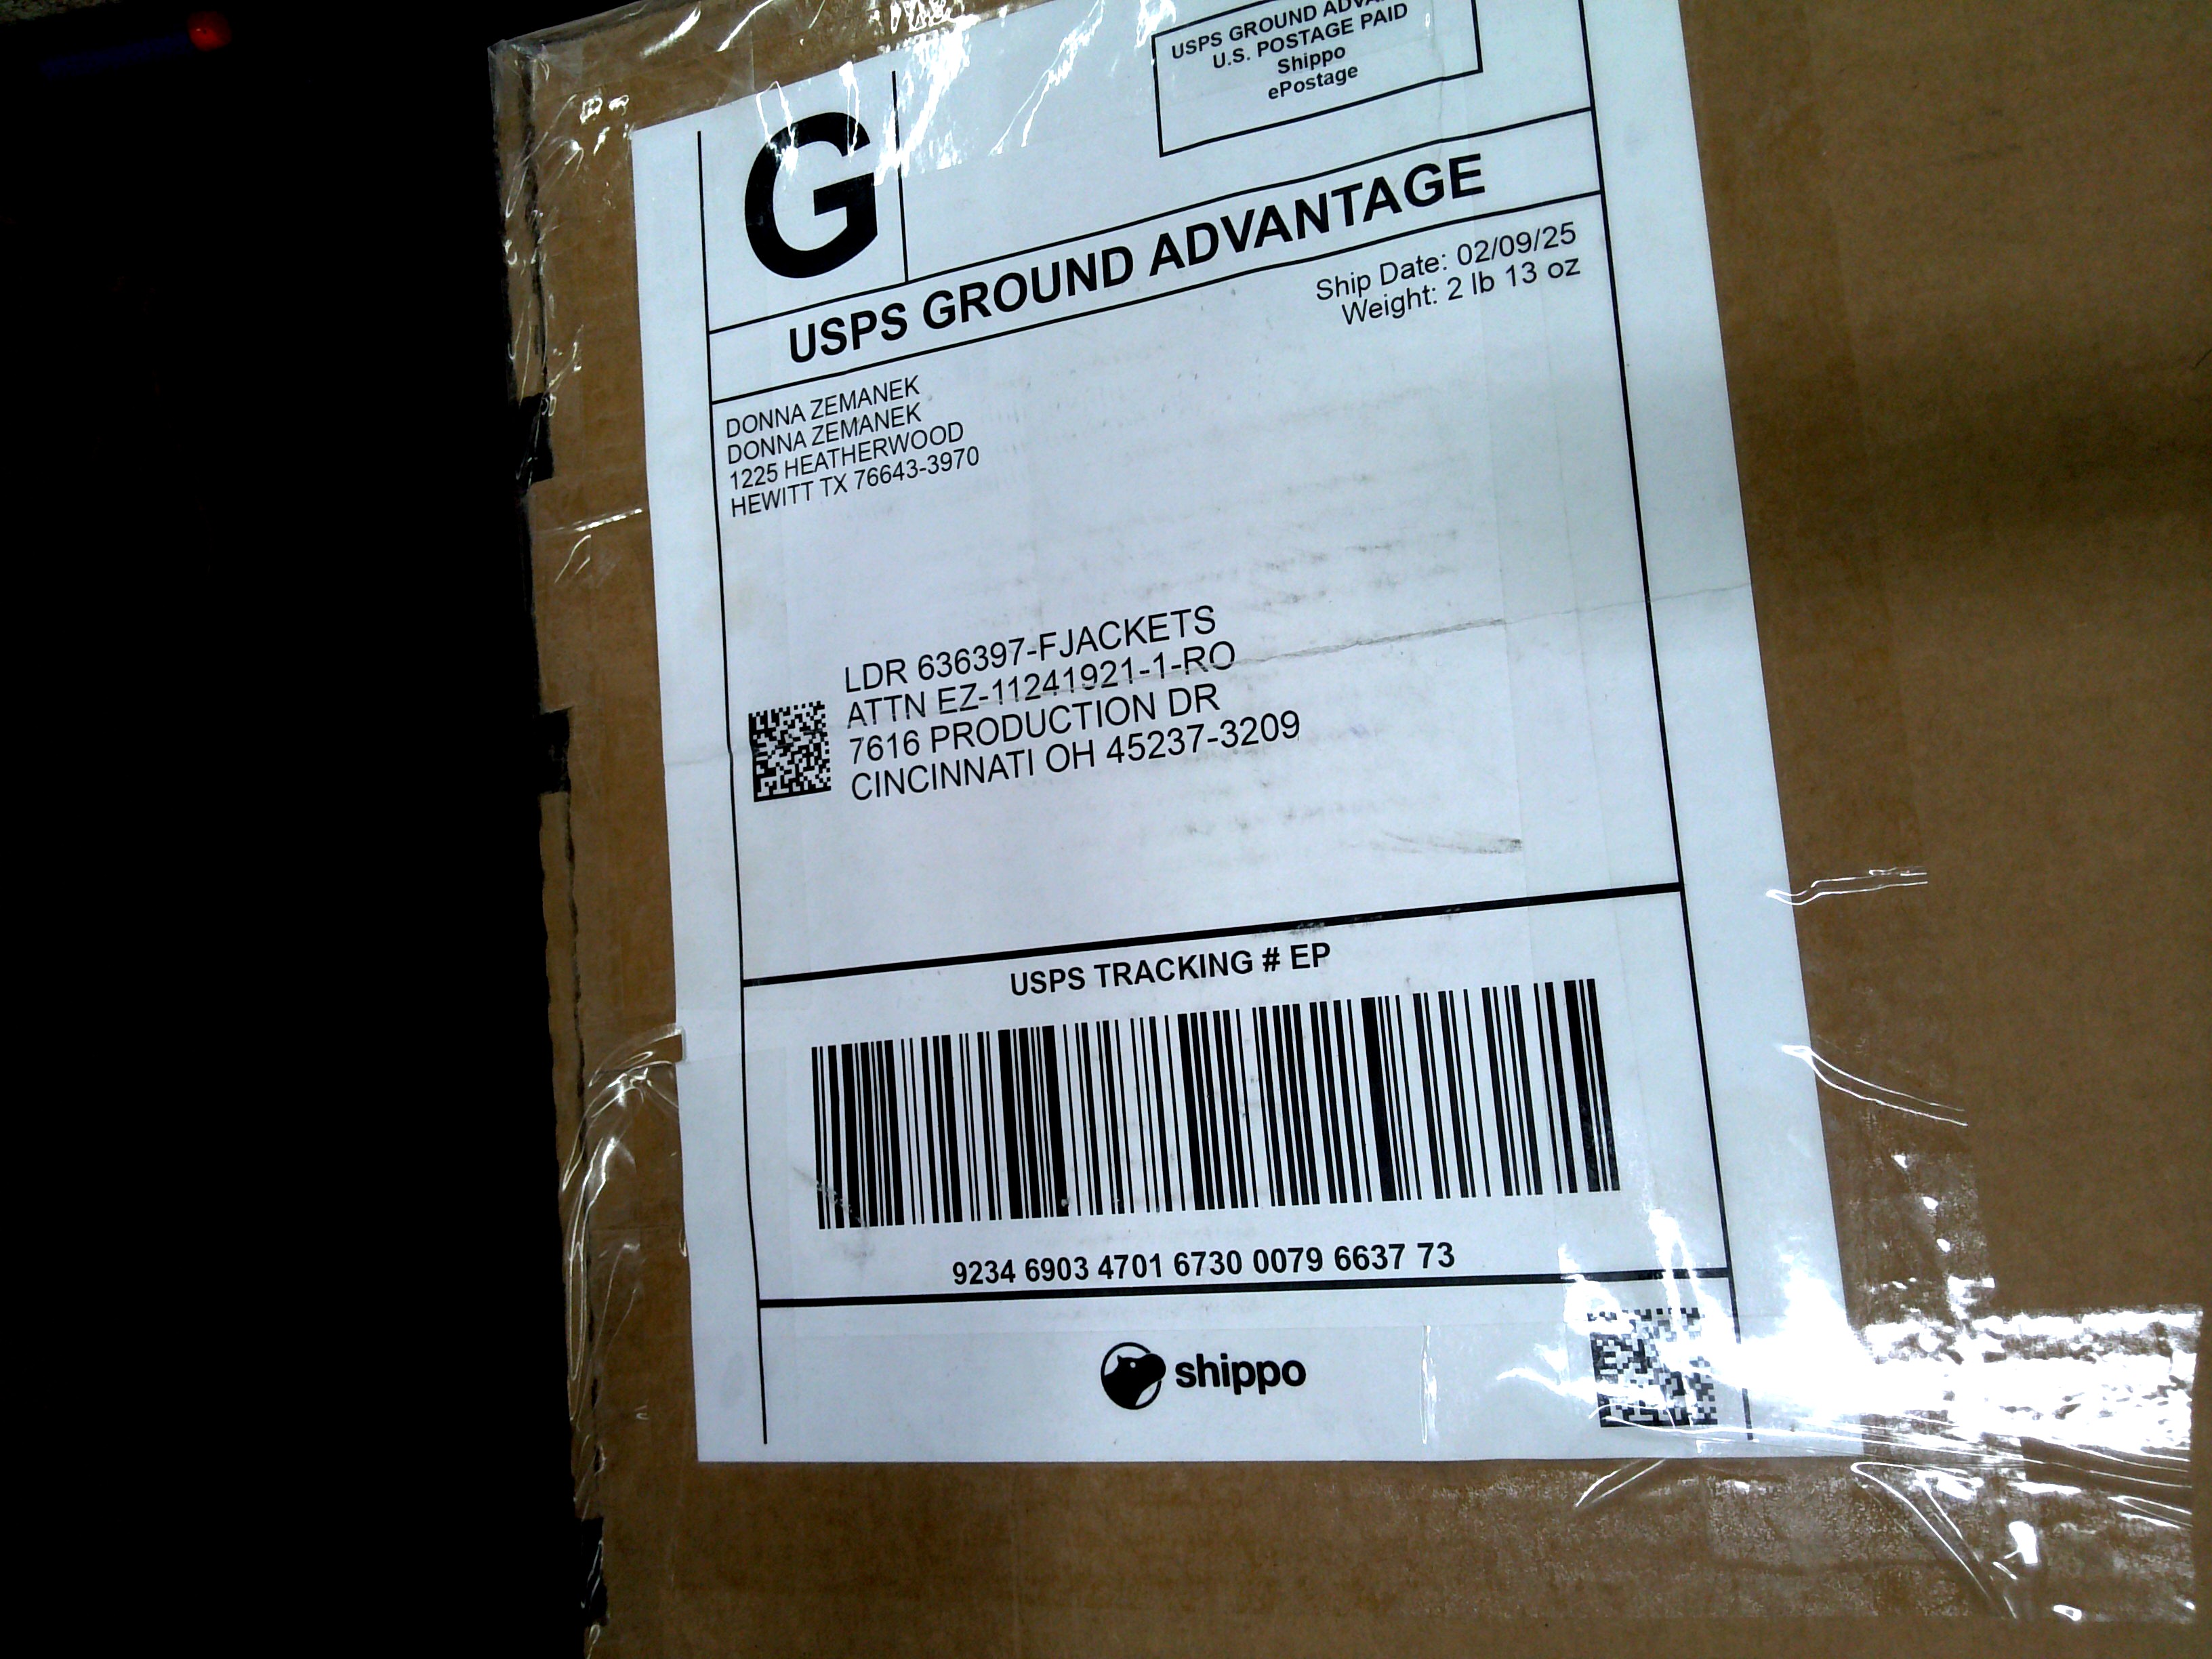 USPS GROUND
U.S. POSTAGE PAID
Shippo
ePostage
G
USPS GROUND ADVANTAGE
Ship Date: 02/09/25
Weight: 2 lb 13 oz
DONNA ZEMANEK
DONNA ZEMANEK
1225 HEATHERWOOD
HEWITT TX 76643-3970
LDR 636397-FJACKETS
ATTN EZ-11241921-1-RO
7616 PRODUCTION DR
CINCINNATI OH 45237-3209
USPS TRACKING # EP
9234 6903 4701 6730 0079 6637 73
shippo